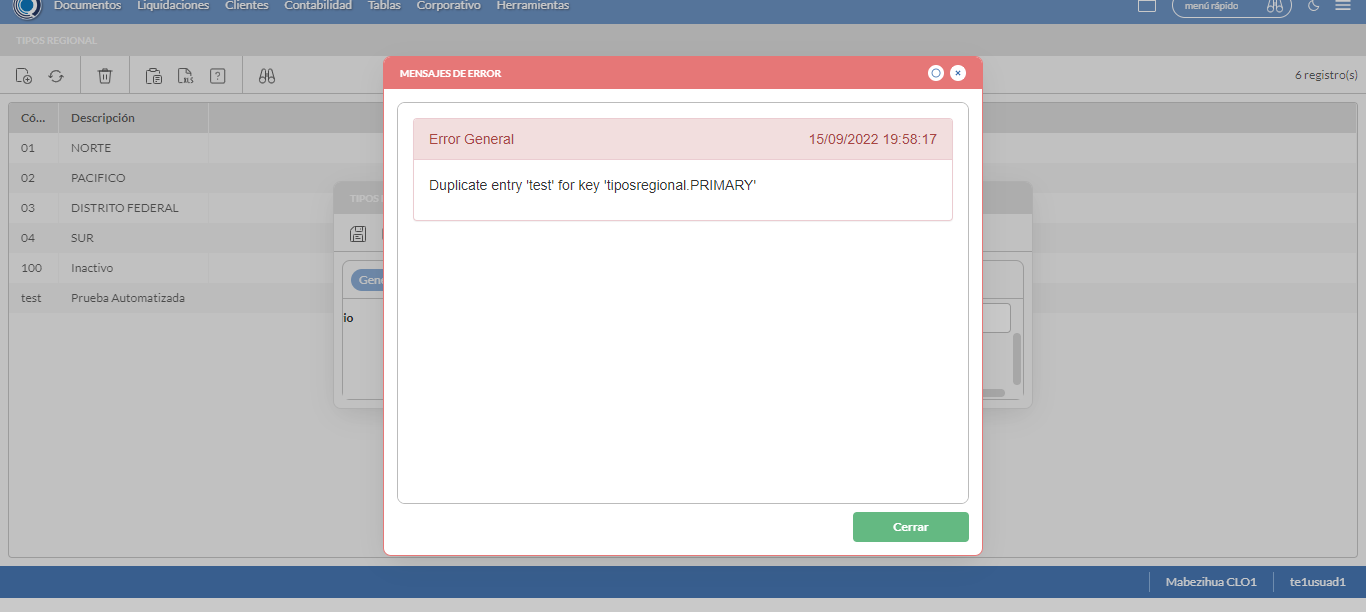 Documentos Liquidaciones Clientes Contabilidad Tablas Corporativo Herramientas menú rápido
TIPOS REGIONAL
XLS ? 6 registro(s)
MENSAJES DE ERROR
Có... Descripción
Error General 15/09/2022 19:58:17
01 NORTE
02 PACIFICO
Duplicate entry 'test' for key 'tiposregional.PRIMARY'
TIPOS
03 DISTRITO FEDERAL
04 SUR
100 Inactivo
Gen
test Prueba Automatizada
io
Cerrar
Mabezihua CLO1 te1usuad1